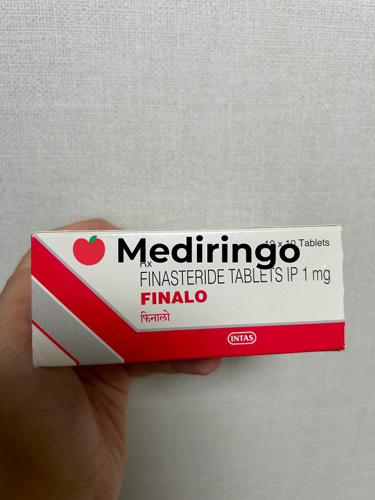 10 x 10 Tablets
Mediringo
Rx
FINASTERIDE TABLETS IP 1 mg
FINALO
फिनालो
INTAS